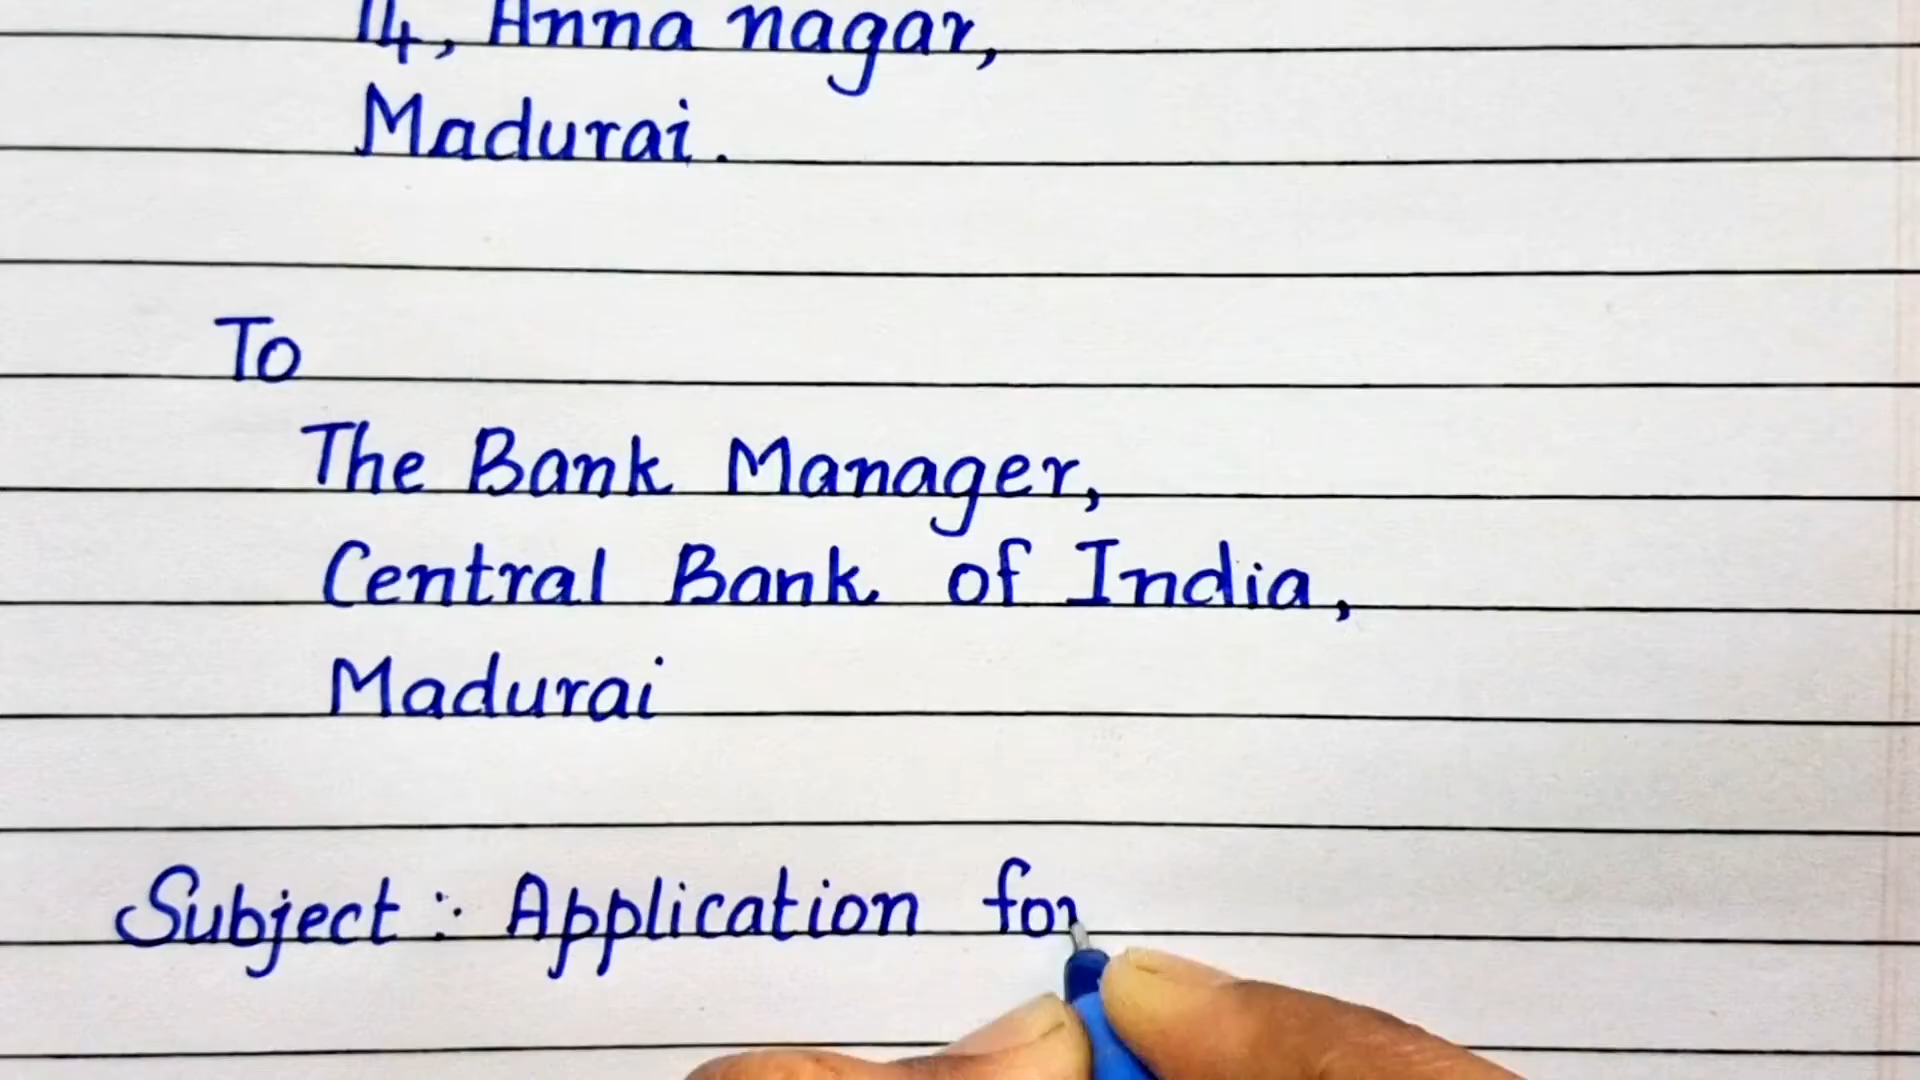 14, Anna nagar,
Madurai.
To
The Bank Manager,
Central Bank of India,
Madurai
Subject : Application for